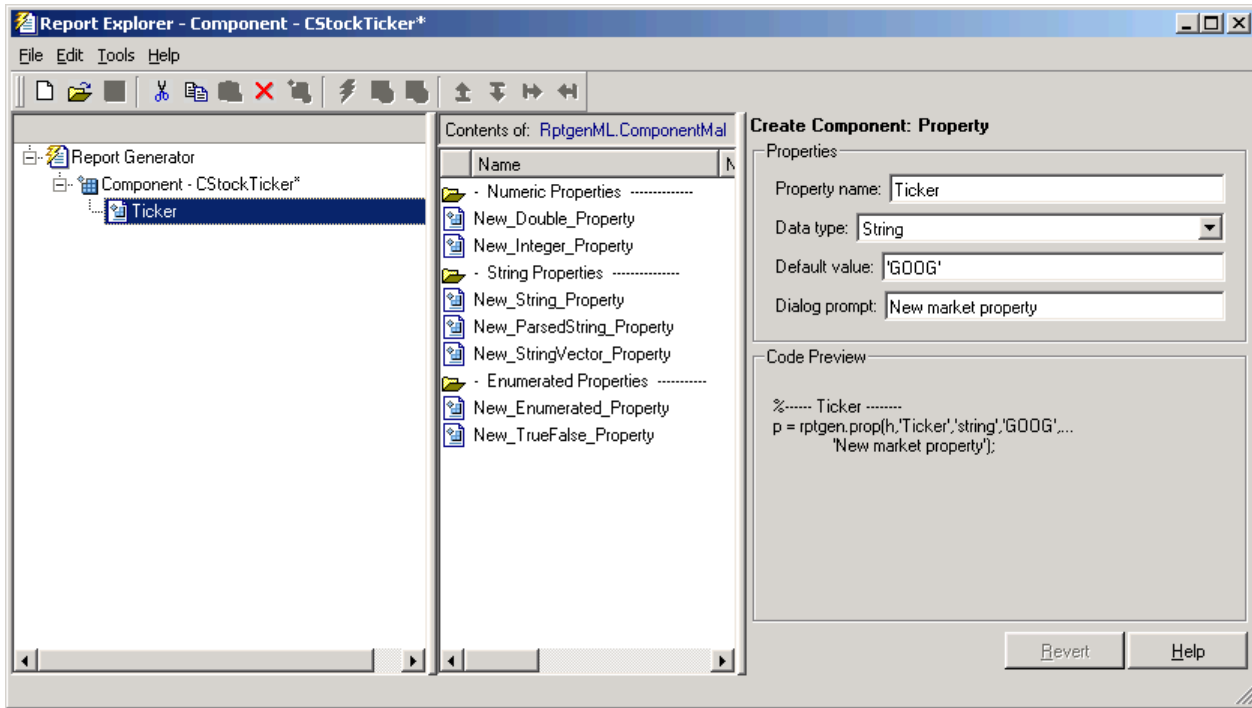 Report Explorer - Component - CStockTicker*
File Edit Tools Help
Report Generator
Component - CStockTicker*
Ticker
Contents of: RptgenML.ComponentMal
Name N
- Numeric Properties --------------
New_Double_Property
New_Integer_Property
- String Properties ---------------
New_String_Property
New_ParsedString_Property
New_StringVector_Property
- Enumerated Properties -----------
New_Enumerated_Property
New_TrueFalse_Property
Create Component: Property
Properties
Property name: Ticker
Data type: String
Default value: 'GOOG'
Dialog prompt: New market property
Code Preview
%------ Ticker --------
p = rptgen.prop(h,'Ticker','string','GOOG',...
'New market property');
Revert Help